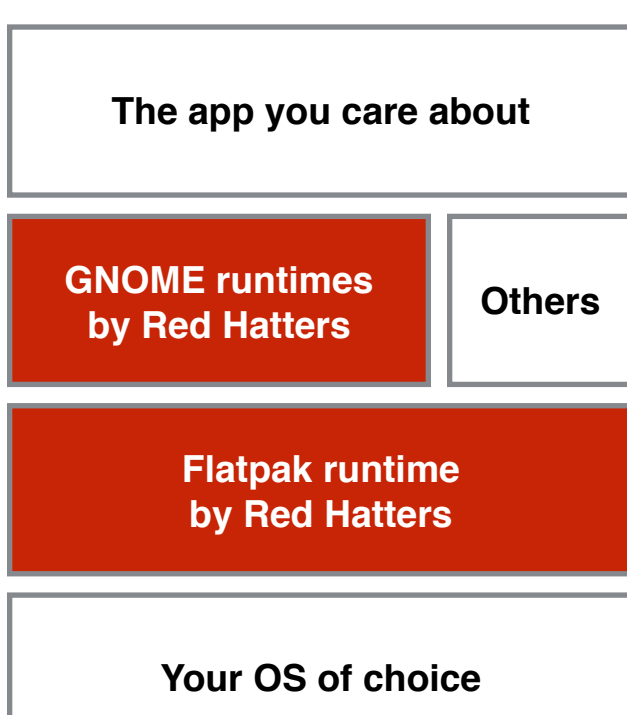 The app you care about
GNOME runtimes
by Red Hatters
Others
Flatpak runtime
by Red Hatters
Your OS of choice